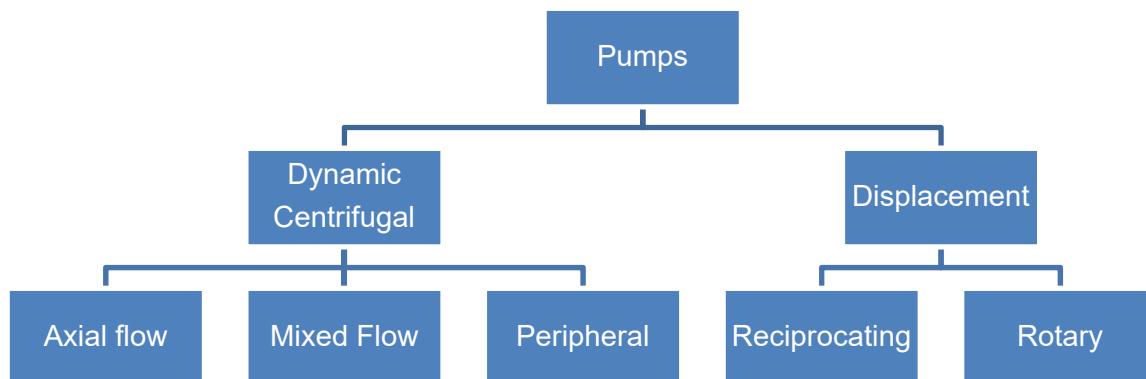 Pumps
Dynamic
Centrifugal
Displacement
Axial flow
Mixed Flow
Peripheral
Reciprocating
Rotary